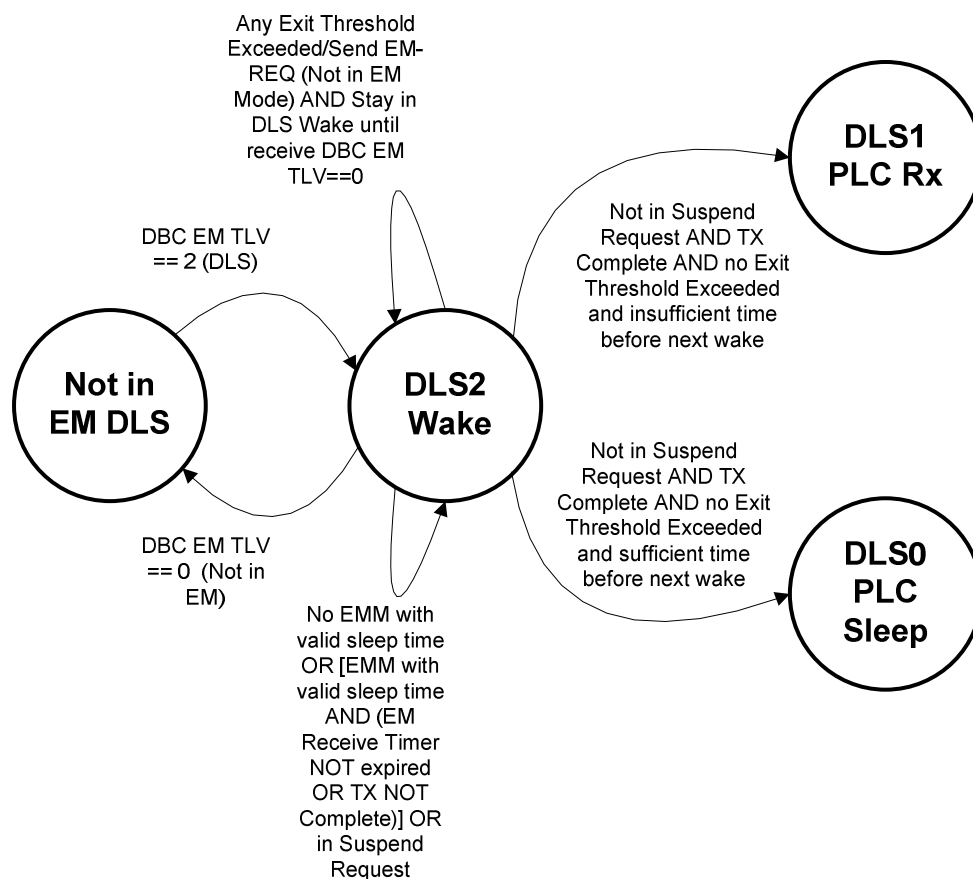 Any Exit Threshold
Exceeded/Send EM-
REQ (Not in EM
Mode) AND Stay in
DLS Wake until
receive DBC EM
TLV==0
DLS1
PLC Rx
Not in Suspend
Request AND TX
Complete AND no Exit
Threshold Exceeded
and insufficient time
before next wake
DBC EM TLV
== 2 (DLS)
Not in
EM DLS
DLS2
Wake
Not in Suspend
Request AND TX
Complete AND no Exit
Threshold Exceeded
and sufficient time
before next wake
DLS0
PLC
Sleep
DBC EM TLV
== 0 (Not in
EM)
No EMM with
valid sleep time
OR [EMM with
valid sleep time
AND (EM
Receive Timer
NOT expired
OR TX NOT
Complete)] OR
in Suspend
Request